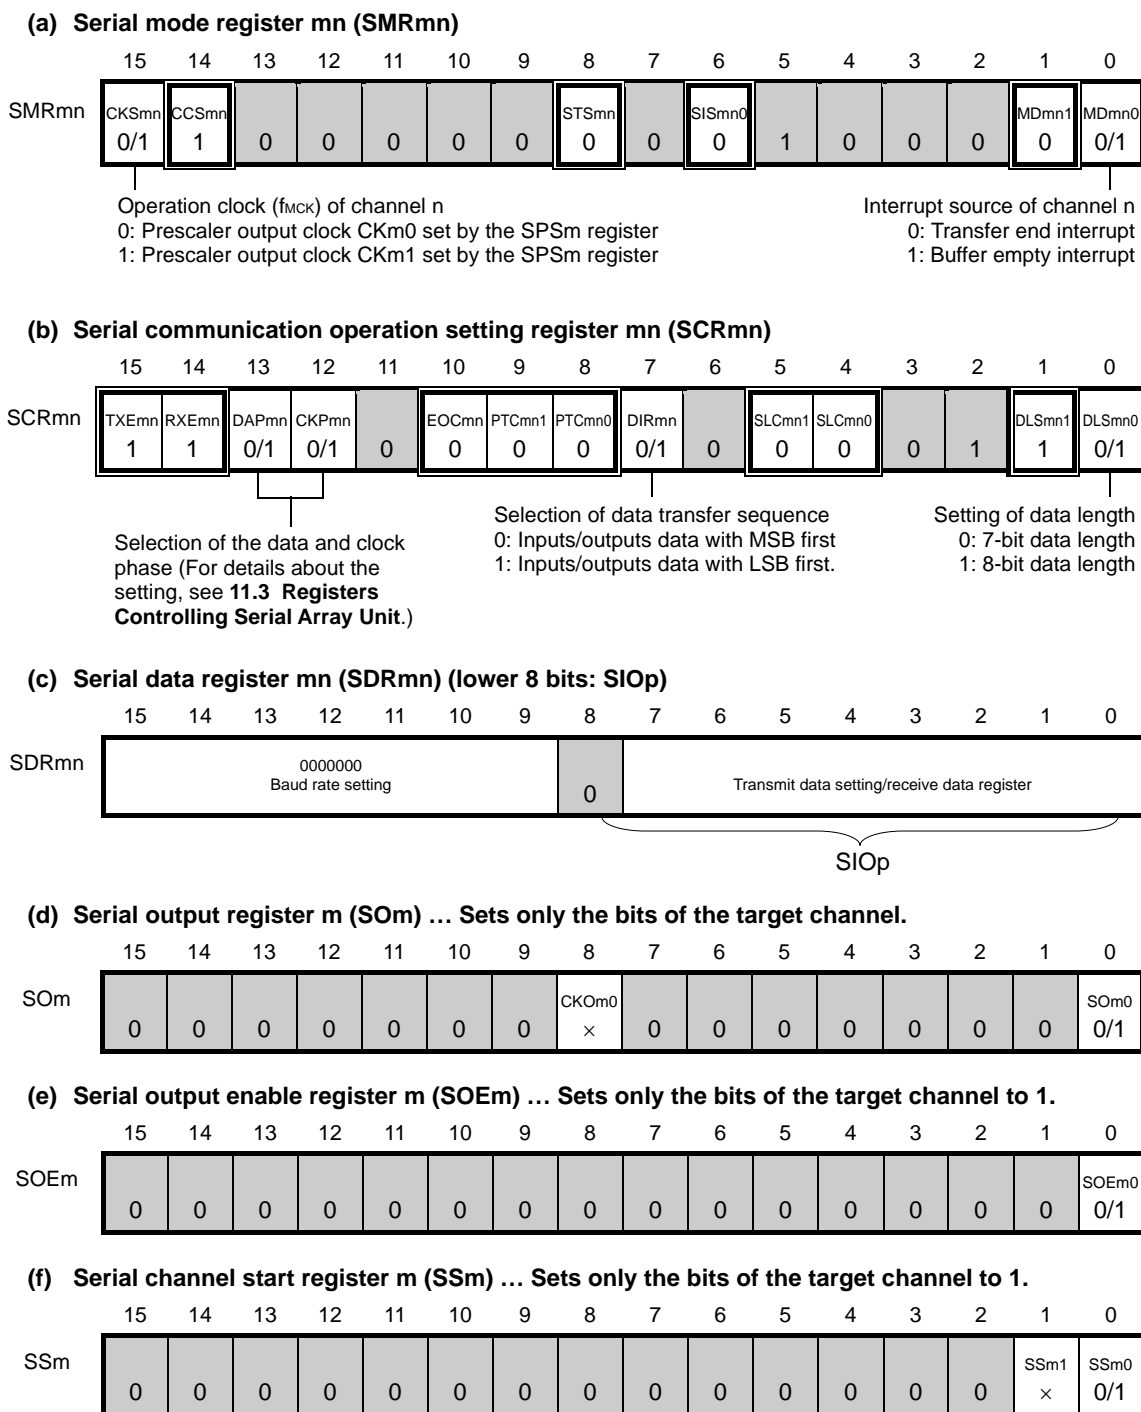 (a) Serial mode register mn (SMRmn)
15 14 13 12 11 10 9 8 7 6 5 4 3 2 1 0
SMRmn
CKSmn CCSmn STSmn SISmn0 MDmn1 MDmn0
0/1 1 0 0 0 0 0 0 0 0 1 0 0 0 0 0/1
Operation clock (fMCK) of channel n
0: Prescaler output clock CKm0 set by the SPSm register
1: Prescaler output clock CKm1 set by the SPSm register
Interrupt source of channel n
0: Transfer end interrupt
1: Buffer empty interrupt
(b) Serial communication operation setting register mn (SCRmn)
15 14 13 12 11 10 9 8 7 6 5 4 3 2 1 0
SCRmn
TXEmn RXEmn DAPmn CKPmn EOCmn PTCmn1 PTCmn0 DIRmn SLCmn1 SLCmn0 DLSmn1 DLSmn0
1 1 0/1 0/1 0 0 0 0 0/1 0 0 0 0 1 1 0/1
Selection of the data and clock
phase (For details about the
setting, see 11.3 Registers
Controlling Serial Array Unit.)
Selection of data transfer sequence
0: Inputs/outputs data with MSB first
1: Inputs/outputs data with LSB first.
Setting of data length
0: 7-bit data length
1: 8-bit data length
(c) Serial data register mn (SDRmn) (lower 8 bits: SIOp)
15 14 13 12 11 10 9 8 7 6 5 4 3 2 1 0
SDRmn
0000000
Baud rate setting
0
Transmit data setting/receive data register
SIOp
(d) Serial output register m (SOm) … Sets only the bits of the target channel.
15 14 13 12 11 10 9 8 7 6 5 4 3 2 1 0
SOm
CKOm0 SOm0
0 0 0 0 0 0 0 × 0 0 0 0 0 0 0 0/1
(e) Serial output enable register m (SOEm) … Sets only the bits of the target channel to 1.
15 14 13 12 11 10 9 8 7 6 5 4 3 2 1 0
SOEm
SOEm0
0 0 0 0 0 0 0 0 0 0 0 0 0 0 0 0/1
(f) Serial channel start register m (SSm) … Sets only the bits of the target channel to 1.
15 14 13 12 11 10 9 8 7 6 5 4 3 2 1 0
SSm
SSm1 SSm0
0 0 0 0 0 0 0 0 0 0 0 0 0 0 × 0/1